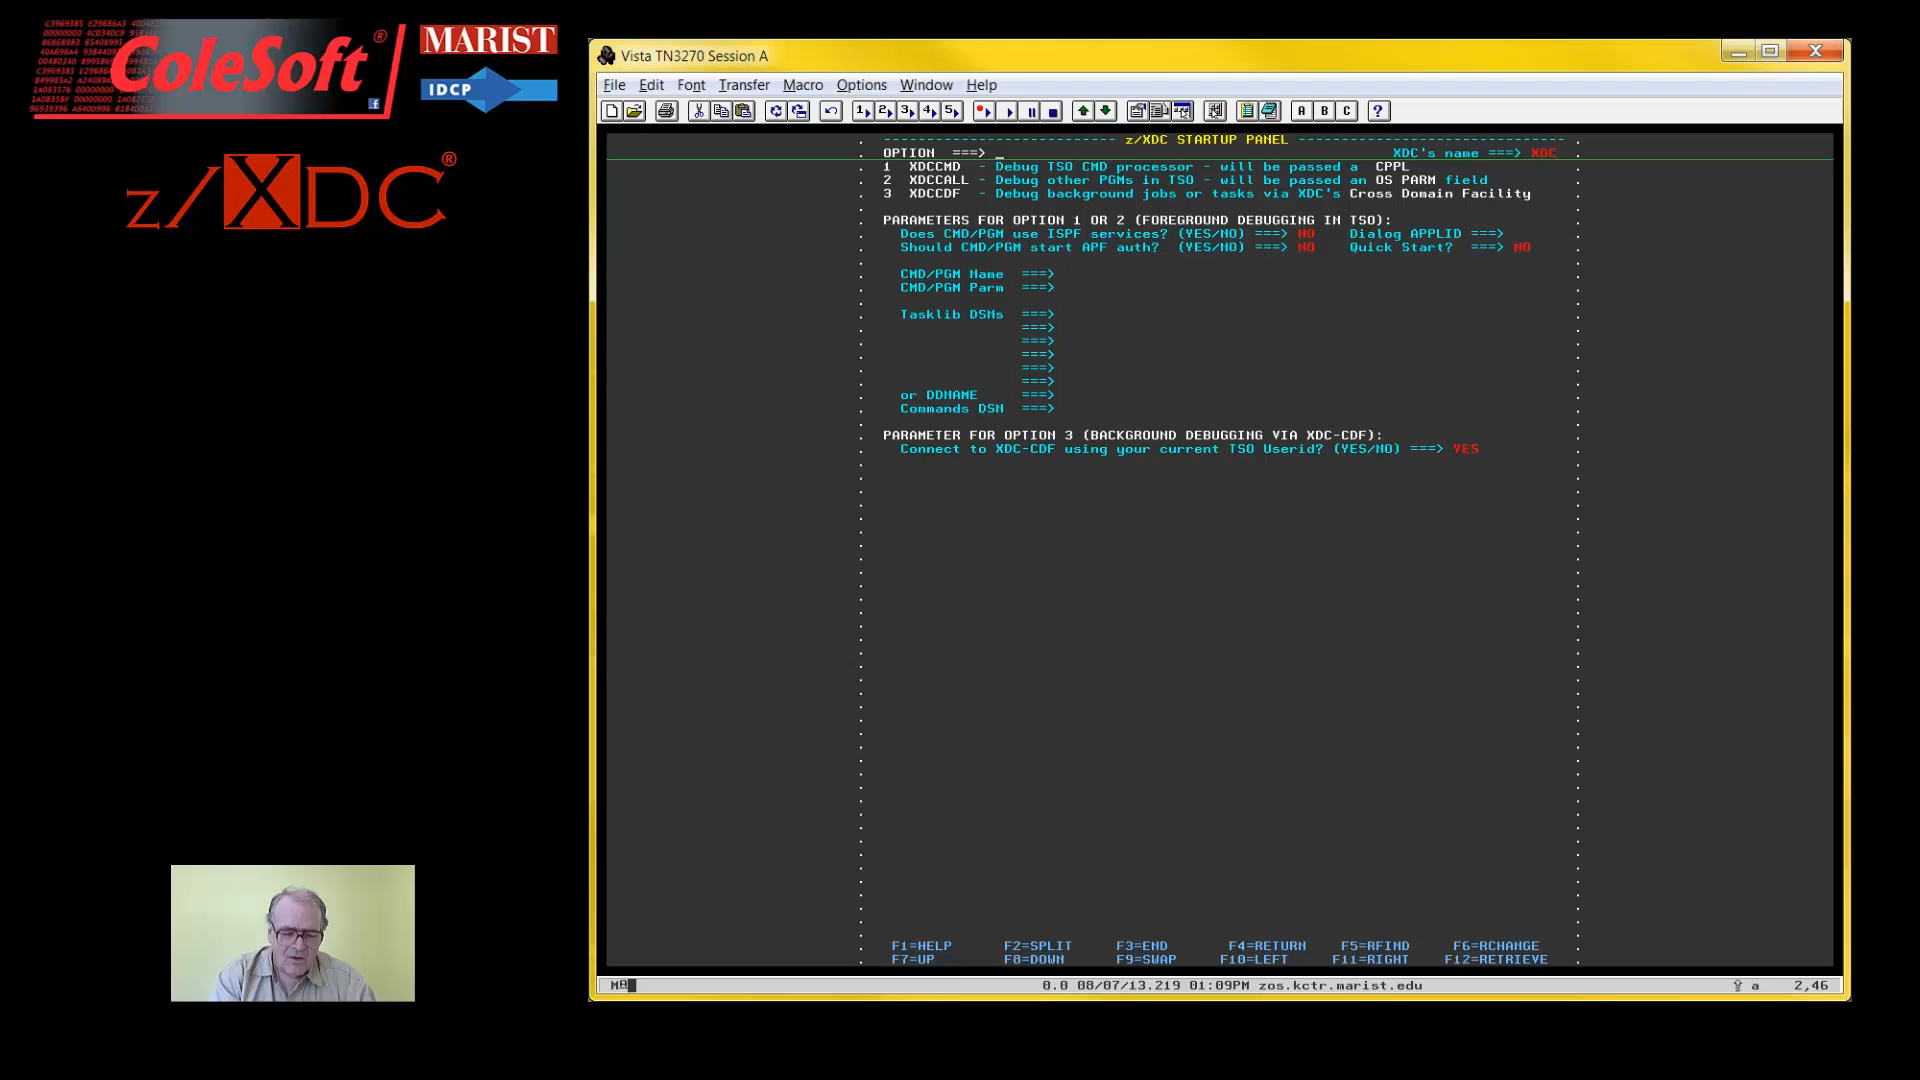 ColeSoft®
MARIST
IDCP
z/XDC®
Vista TN3270 Session A
File Edit Font Transfer Macro Options Window Help
A B C ?
--------------------------- z/XDC STARTUP PANEL -------------------------------
OPTION ===> _ XDC's name ===> XDC
1 XDCCMD - Debug TSO CMD processor - will be passed a CPPL
2 XDCCALL - Debug other PGMs in TSO - will be passed an OS PARM field
3 XDCCDF - Debug background jobs or tasks via XDC's Cross Domain Facility
PARAMETERS FOR OPTION 1 OR 2 (FOREGROUND DEBUGGING IN TSO):
Does CMD/PGM use ISPF services? (YES/NO) ===> NO Dialog APPLID ===>
Should CMD/PGM start APF auth? (YES/NO) ===> NO Quick Start? ===> NO
CMD/PGM Name ===>
CMD/PGM Parm ===>
Tasklib DSNs ===>
===>
===>
===>
===>
===>
or DDNAME ===>
Commands DSN ===>
PARAMETER FOR OPTION 3 (BACKGROUND DEBUGGING VIA XDC-CDF):
Connect to XDC-CDF using your current TSO Userid? (YES/NO) ===> YES
F1=HELP F2=SPLIT F3=END F4=RETURN F5=RFIND F6=RCHANGE
F7=UP F8=DOWN F9=SWAP F10=LEFT F11=RIGHT F12=RETRIEVE
0.0 08/07/13.219 01:09PM zos.kctr.marist.edu a 2,46